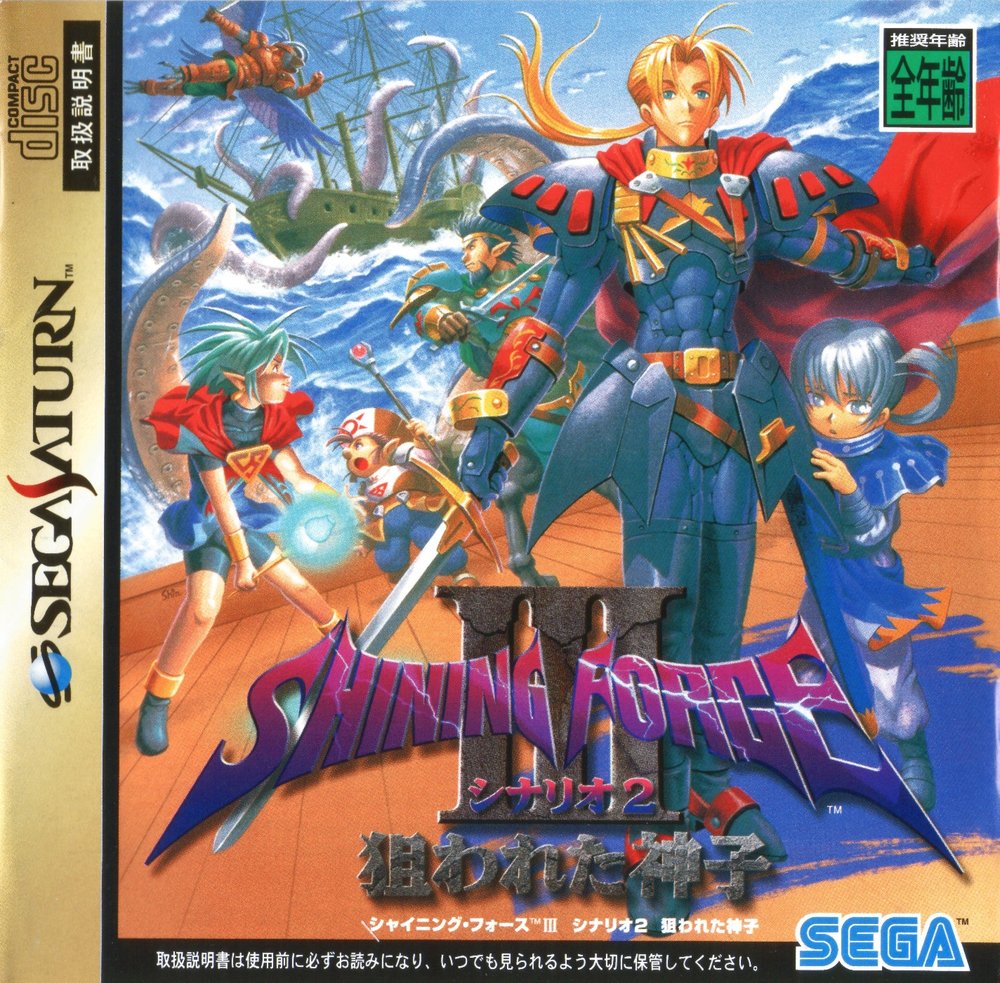 COMPACT
disc
取扱説明書
SEGA SATURN™
推奨年齢
全年齢
D
Shin.
SHINING FORCE
III
™
シナリオ2
狙われた神子
シャイニング・フォース™III シナリオ2 狙われた神子
SEGA™
取扱説明書は使用前に必ずお読みになり、いつでも見られるよう大切に保管してください。